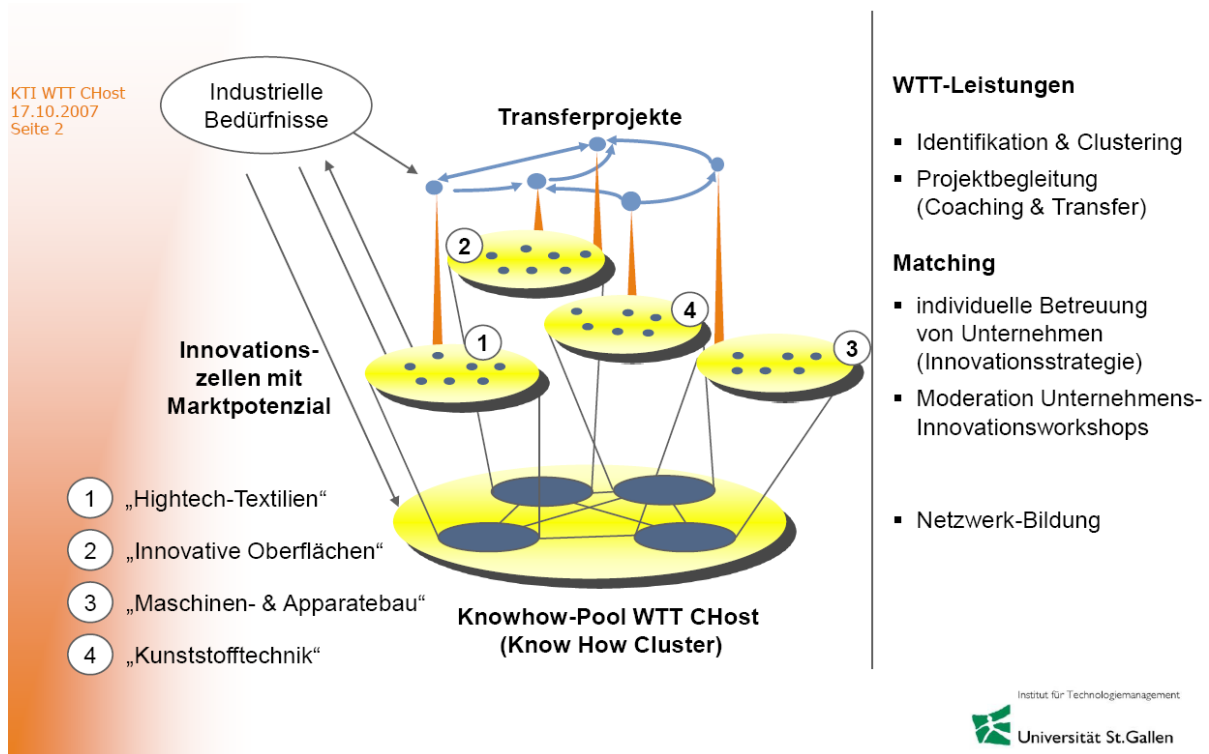 KTI WTT CHost
17.10.2007
Seite 2
Industrielle
Bedürfnisse
Transferprojekte
2
4
1
3
Innovations-
zellen mit
Marktpotenzial
1 „Hightech-Textilien“
2 „Innovative Oberflächen“
3 „Maschinen- & Apparatebau“
4 „Kunststofftechnik“
Knowhow-Pool WTT CHost
(Know How Cluster)
WTT-Leistungen
▪ Identifikation & Clustering
▪ Projektbegleitung
(Coaching & Transfer)
Matching
▪ individuelle Betreuung
von Unternehmen
(Innovationsstrategie)
▪ Moderation Unternehmens-
Innovationsworkshops
▪ Netzwerk-Bildung
Institut für Technologiemanagement
Universität St.Gallen